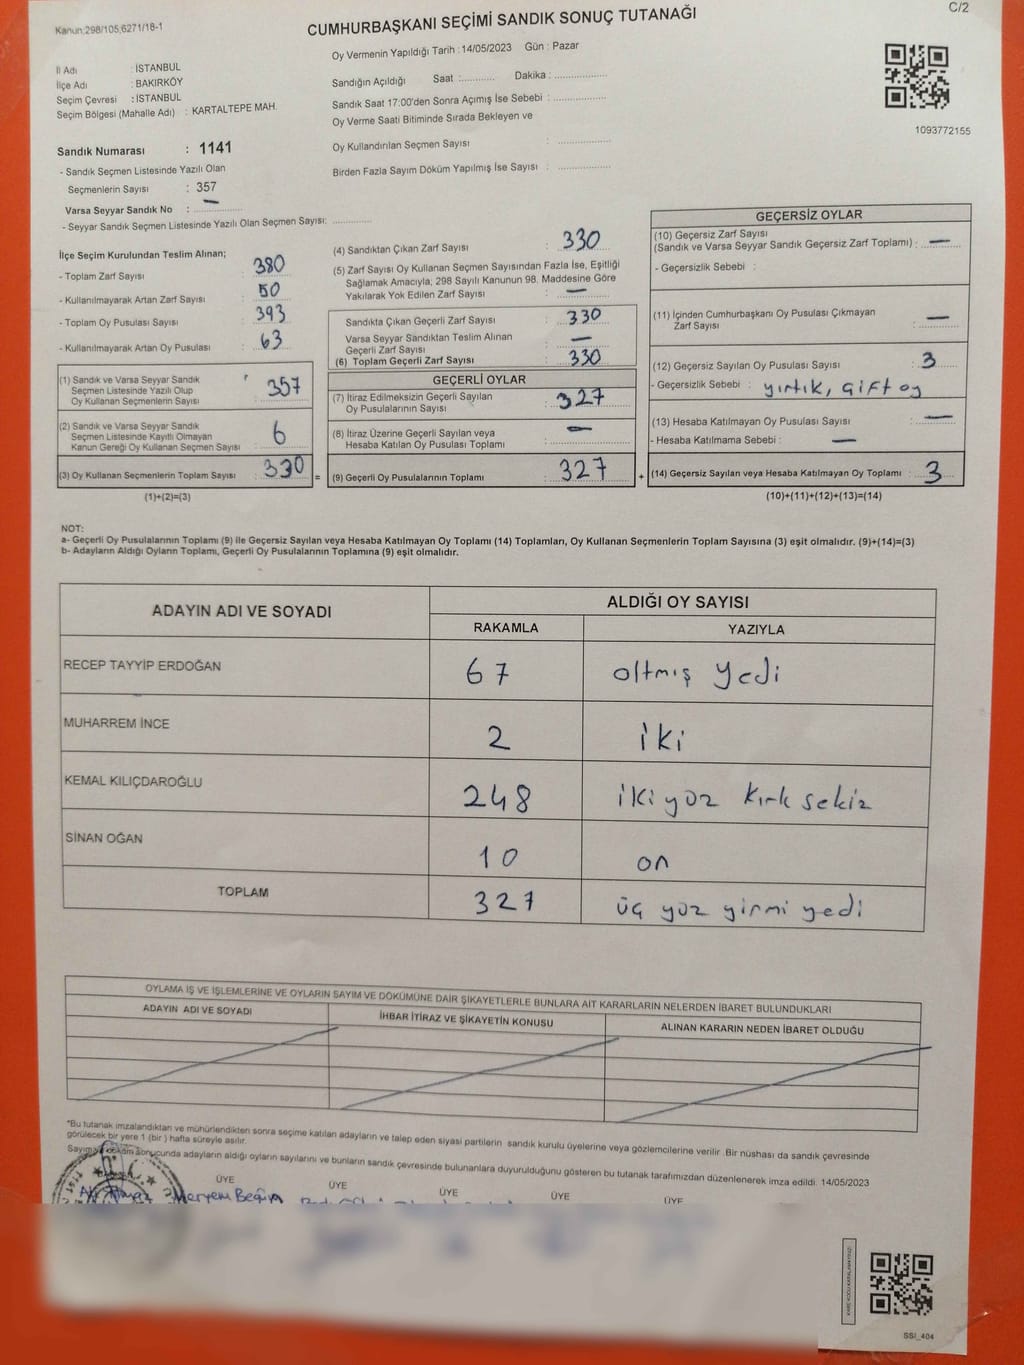 Kanun:298/105,6271/18-1
CUMHURBAŞKANI SEÇİMİ SANDIK SONUÇ TUTANAĞI
C/2
Oy Vermenin Yapıldığı Tarih : 14/05/2023 Gün : Pazar
İl Adı : İSTANBUL
İlçe Adı : BAKIRKÖY
Seçim Çevresi : İSTANBUL
Seçim Bölgesi (Mahalle Adı) : KARTALTEPE MAH.
Sandığın Açıldığı Saat :............ Dakika :..................
Sandık Saat 17:00'den Sonra Açımış İse Sebebi :..................
Oy Verme Saati Bitiminde Sırada Bekleyen ve
Oy Kullandırılan Seçmen Sayısı :..................
Birden Fazla Sayım Döküm Yapılmış İse Sayısı :..................
1093772155
Sandık Numarası : 1141
- Sandık Seçmen Listesinde Yazılı Olan
Seçmenlerin Sayısı : 357
Varsa Seyyar Sandık No : —
- Seyyar Sandık Seçmen Listesinde Yazılı Olan Seçmen Sayısı: ............
İlçe Seçim Kurulundan Teslim Alınan;
- Toplam Zarf Sayısı : 380
- Kullanılmayarak Artan Zarf Sayısı : 50
- Toplam Oy Pusulası Sayısı : 393
- Kullanılmayarak Artan Oy Pusulası : 63
(1) Sandık ve Varsa Seyyar Sandık
Seçmen Listesinde Yazılı Olup
Oy Kullanan Seçmenlerin Sayısı : 357
(2) Sandık ve Varsa Seyyar Sandık
Seçmen Listesinde Kayıtlı Olmayan
Kanun Gereği Oy Kullanan Seçmen Sayısı : 6
(3) Oy Kullanan Seçmenlerin Toplam Sayısı : 330 =
(1)+(2)=(3)
(4) Sandıktan Çıkan Zarf Sayısı : 330
(5) Zarf Sayısı Oy Kullanan Seçmen Sayısından Fazla İse, Eşitliği
Sağlamak Amacıyla; 298 Sayılı Kanunun 98. Maddesine Göre
Yakılarak Yok Edilen Zarf Sayısı : —
Sandıkta Çıkan Geçerli Zarf Sayısı : 330
Varsa Seyyar Sandıktan Teslim Alınan
Geçerli Zarf Sayısı : —
(6) Toplam Geçerli Zarf Sayısı : 330
GEÇERLİ OYLAR
(7) İtiraz Edilmeksizin Geçerli Sayılan
Oy Pusulalarının Sayısı : 327
(8) İtiraz Üzerine Geçerli Sayılan veya
Hesaba Katılan Oy Pusulası Toplamı : —
(9) Geçerli Oy Pusulalarının Toplamı : 327 +
GEÇERSİZ OYLAR
(10) Geçersiz Zarf Sayısı
(Sandık ve Varsa Seyyar Sandık Geçersiz Zarf Toplamı) : —
- Geçersizlik Sebebi :
(11) İçinden Cumhurbaşkanı Oy Pusulası Çıkmayan
Zarf Sayısı : —
(12) Geçersiz Sayılan Oy Pusulası Sayısı : 3
- Geçersizlik Sebebi : yırtık, çift oy
(13) Hesaba Katılmayan Oy Pusulası Sayısı : —
- Hesaba Katılmama Sebebi : —
(14) Geçersiz Sayılan veya Hesaba Katılmayan Oy Toplamı : 3
(10)+(11)+(12)+(13)=(14)
NOT:
a- Geçerli Oy Pusulalarının Toplamı (9) ile Geçersiz Sayılan veya Hesaba Katılmayan Oy Toplamı (14) Toplamları, Oy Kullanan Seçmenlerin Toplam Sayısına (3) eşit olmalıdır. (9)+(14)=(3)
b- Adayların Aldığı Oyların Toplamı, Geçerli Oy Pusulalarının Toplamına (9) eşit olmalıdır.
ADAYIN ADI VE SOYADI
ALDIĞI OY SAYISI
RAKAMLA YAZIYLA
RECEP TAYYİP ERDOĞAN 67 altmış yedi
MUHARREM İNCE 2 iki
KEMAL KILIÇDAROĞLU 248 iki yüz kırk sekiz
SİNAN OĞAN 10 on
TOPLAM 327 üç yüz yirmi yedi
OYLAMA İŞ VE İŞLEMLERİNE VE OYLARIN SAYIM VE DÖKÜMÜNE DAİR ŞİKAYETLERLE BUNLARA AİT KARARLARIN NELERDEN İBARET BULUNDUKLARI
ADAYIN ADI VE SOYADI İHBAR İTİRAZ VE ŞİKAYETİN KONUSU ALINAN KARARIN NEDEN İBARET OLDUĞU
*Bu tutanak imzalandıktan ve mühürlendikten sonra seçime katılan adayların ve talep eden siyasi partilerin sandık kurulu üyelerine veya gözlemcilerine verilir. Bir nüshası da sandık çevresinde
görülecek bir yere 1 (bir) hafta süreyle asılır.
Sayım ve döküm sonucunda adayların aldığı oyların sayılarını ve bunların sandık çevresinde bulunanlara duyurulduğunu gösteren bu tutanak tarafımızdan düzenlenerek imza edildi. 14/05/2023
ÜYE ÜYE ÜYE ÜYE ÜYE
Meryem
SSİ_404